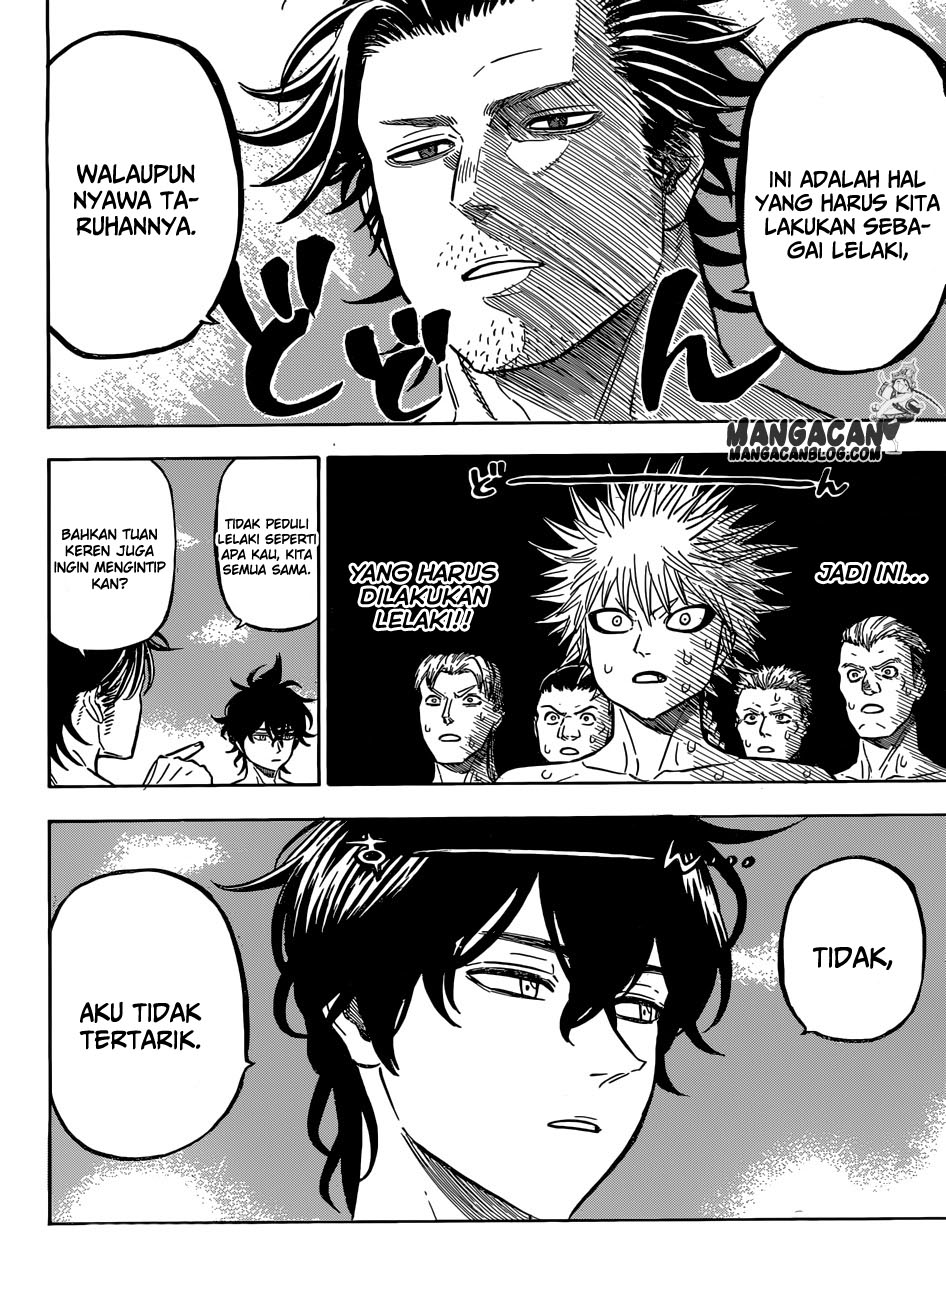 INI ADALAH HAL
YANG HARUS KITA
LAKUKAN SEBA-
GAI LELAKI,
WALAUPUN
NYAWA TA-
RUHANNYA.
どどん
MANGACAN
MANGACANBLOG.COM
どーん
JADI INI...
YANG HARUS
DILAKUKAN
LELAKI!!
TIDAK PEDULI
LELAKI SEPERTI
APA KAU, KITA
SEMUA SAMA.
BAHKAN TUAN
KEREN JUGA
INGIN MENGINTIP
KAN?
TIDAK,
AKU TIDAK
TERTARIK.